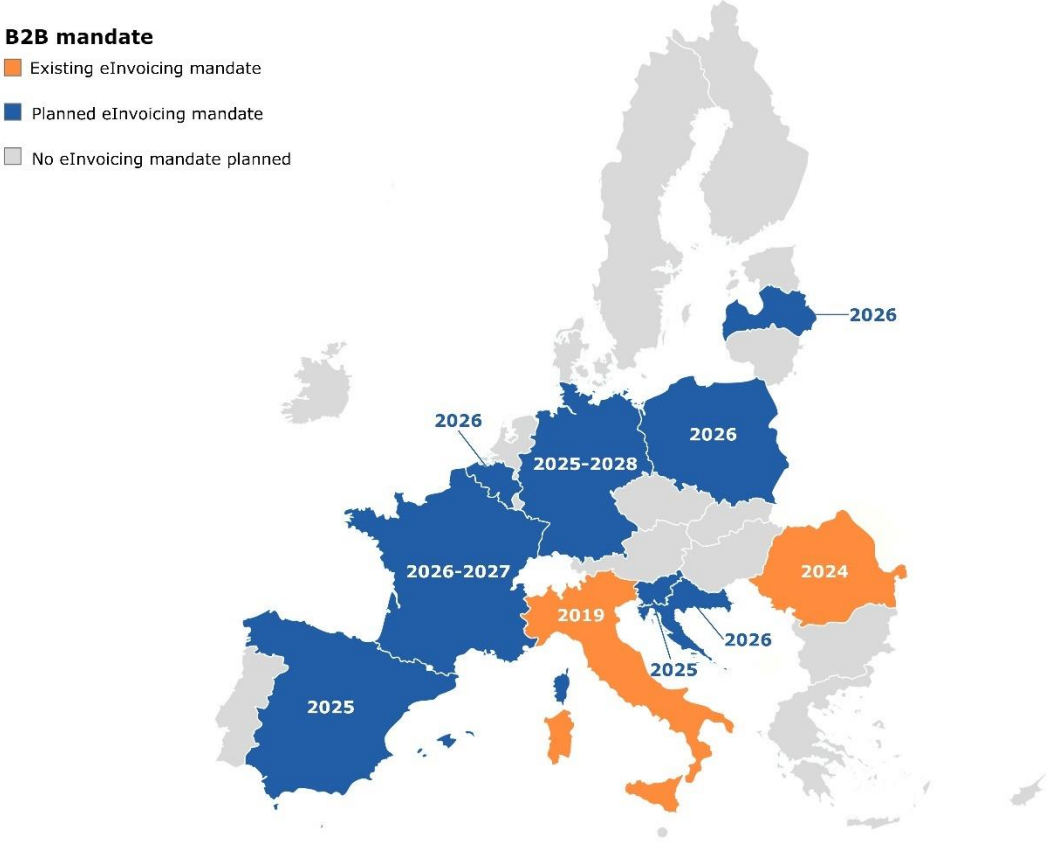 B2B mandate
Existing eInvoicing mandate
Planned eInvoicing mandate
No eInvoicing mandate planned
2026
2026
2026
2025-2028
2026-2027
2024
2019
2026
2025
2025